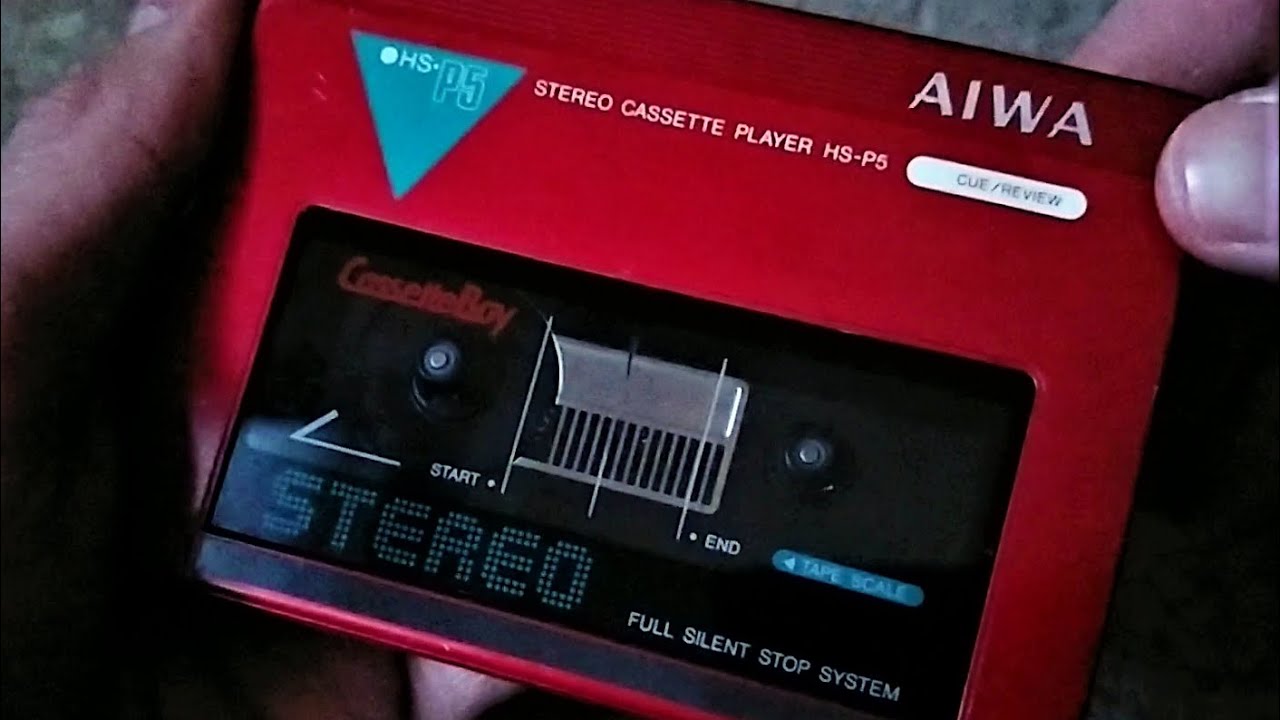 HS-P5
STEREO CASSETTE PLAYER HS-P5
AIWA
CUE/REVIEW
CassetteBoy
START
END
TAPE SCALE
STEREO
FULL SILENT STOP SYSTEM